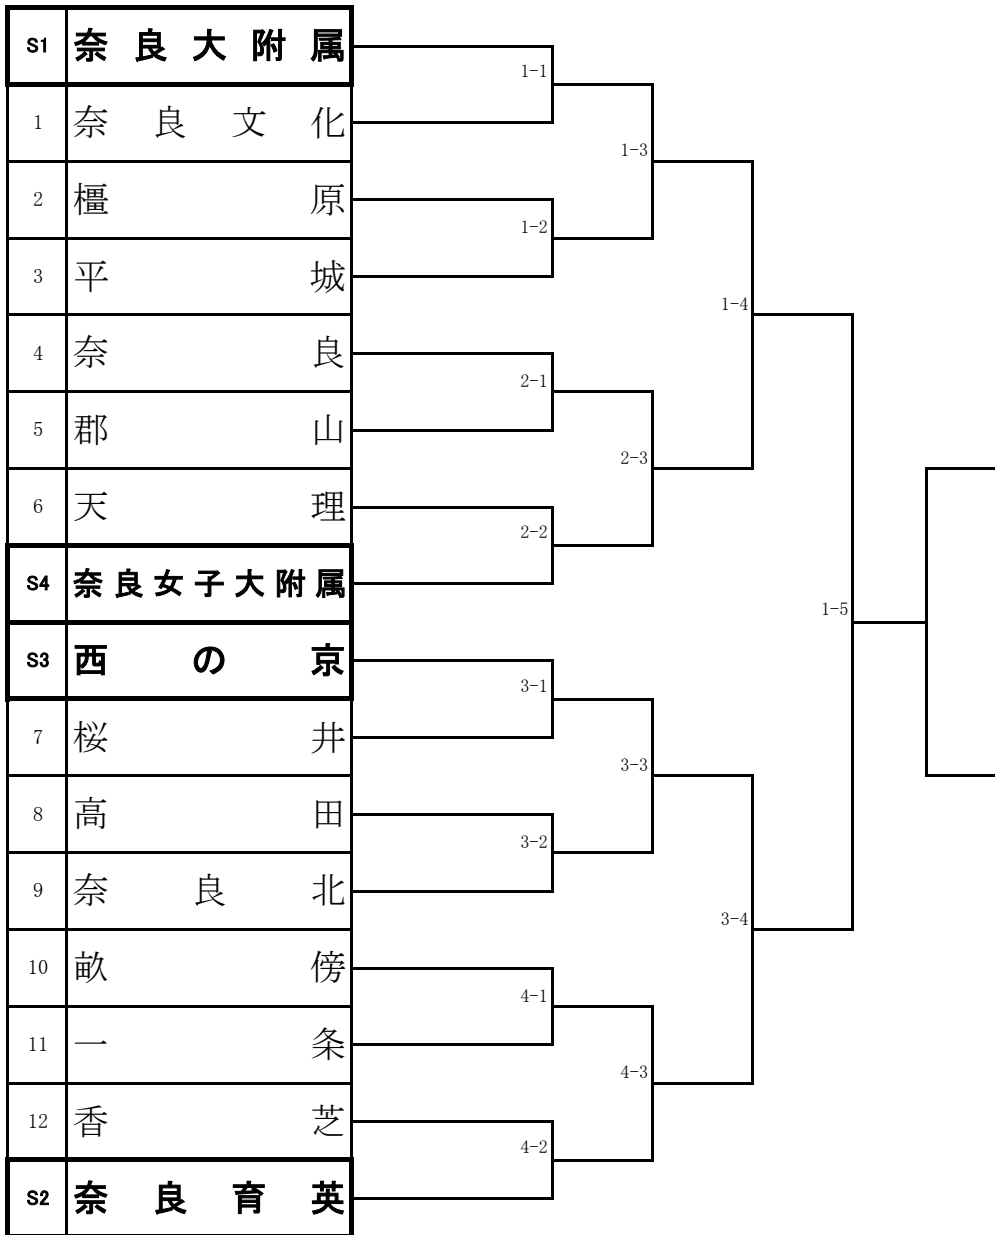 S1 奈良大附属
1-1
1 奈良文化
1-3
2 橿原
1-2
3 平城
1-4
4 奈良
2-1
5 郡山
2-3
6 天理
2-2
S4 奈良女子大附属
1-5
S3 西の京
3-1
7 桜井
3-3
8 高田
3-2
9 奈良北
3-4
10 畝傍
4-1
11 一条
4-3
12 香芝
4-2
S2 奈良育英